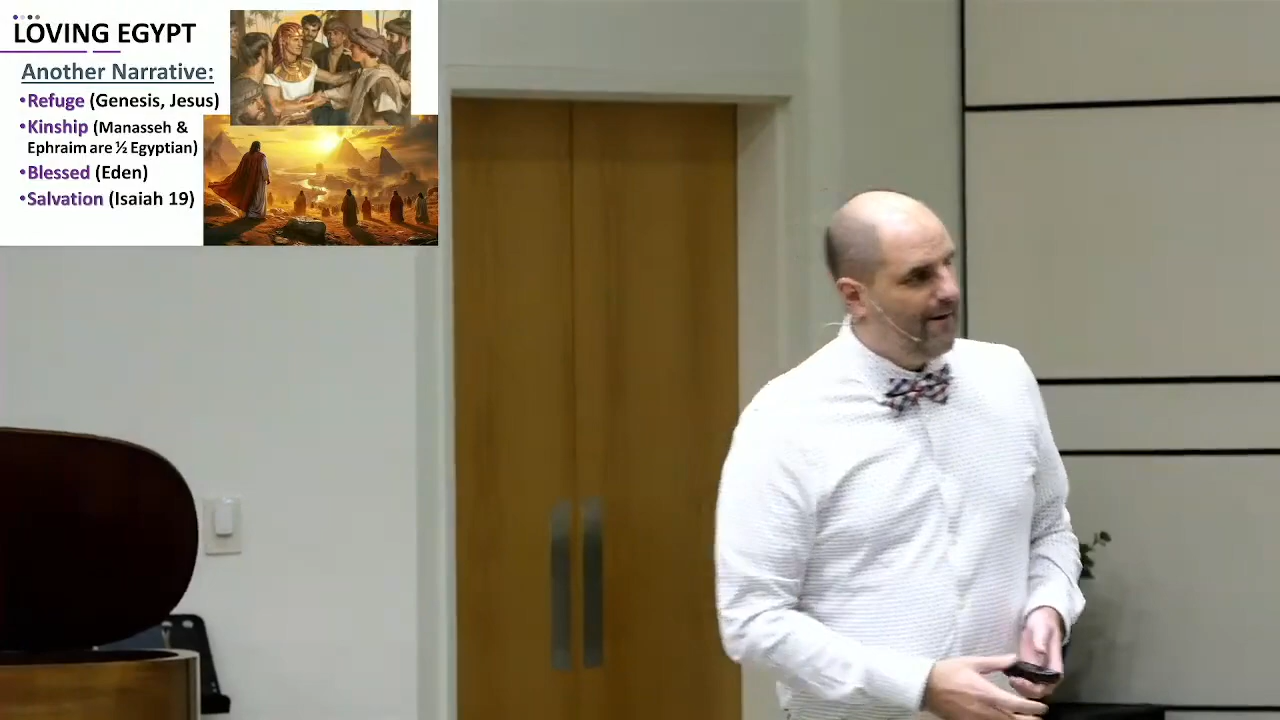 LOVING EGYPT
Another Narrative:
•Refuge (Genesis, Jesus)
•Kinship (Manasseh &
Ephraim are ½ Egyptian)
•Blessed (Eden)
•Salvation (Isaiah 19)